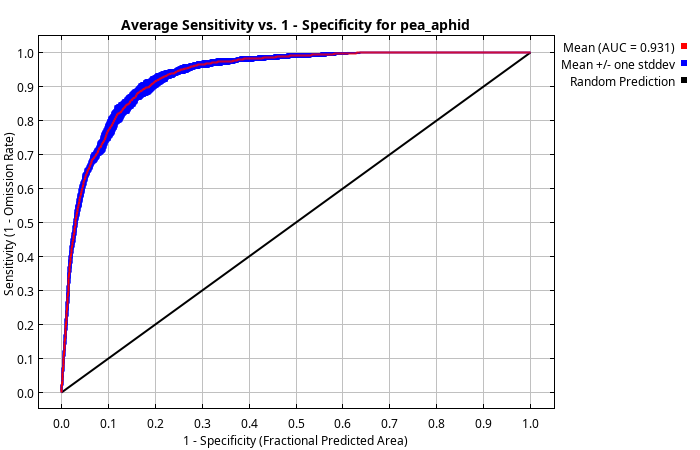 Average Sensitivity vs. 1 - Specificity for pea_aphid
Mean (AUC = 0.931)
Mean +/- one stddev
Random Prediction
Sensitivity (1 - Omission Rate)
1.0
0.9
0.8
0.7
0.6
0.5
0.4
0.3
0.2
0.1
0.0
0.0 0.1 0.2 0.3 0.4 0.5 0.6 0.7 0.8 0.9 1.0
1 - Specificity (Fractional Predicted Area)